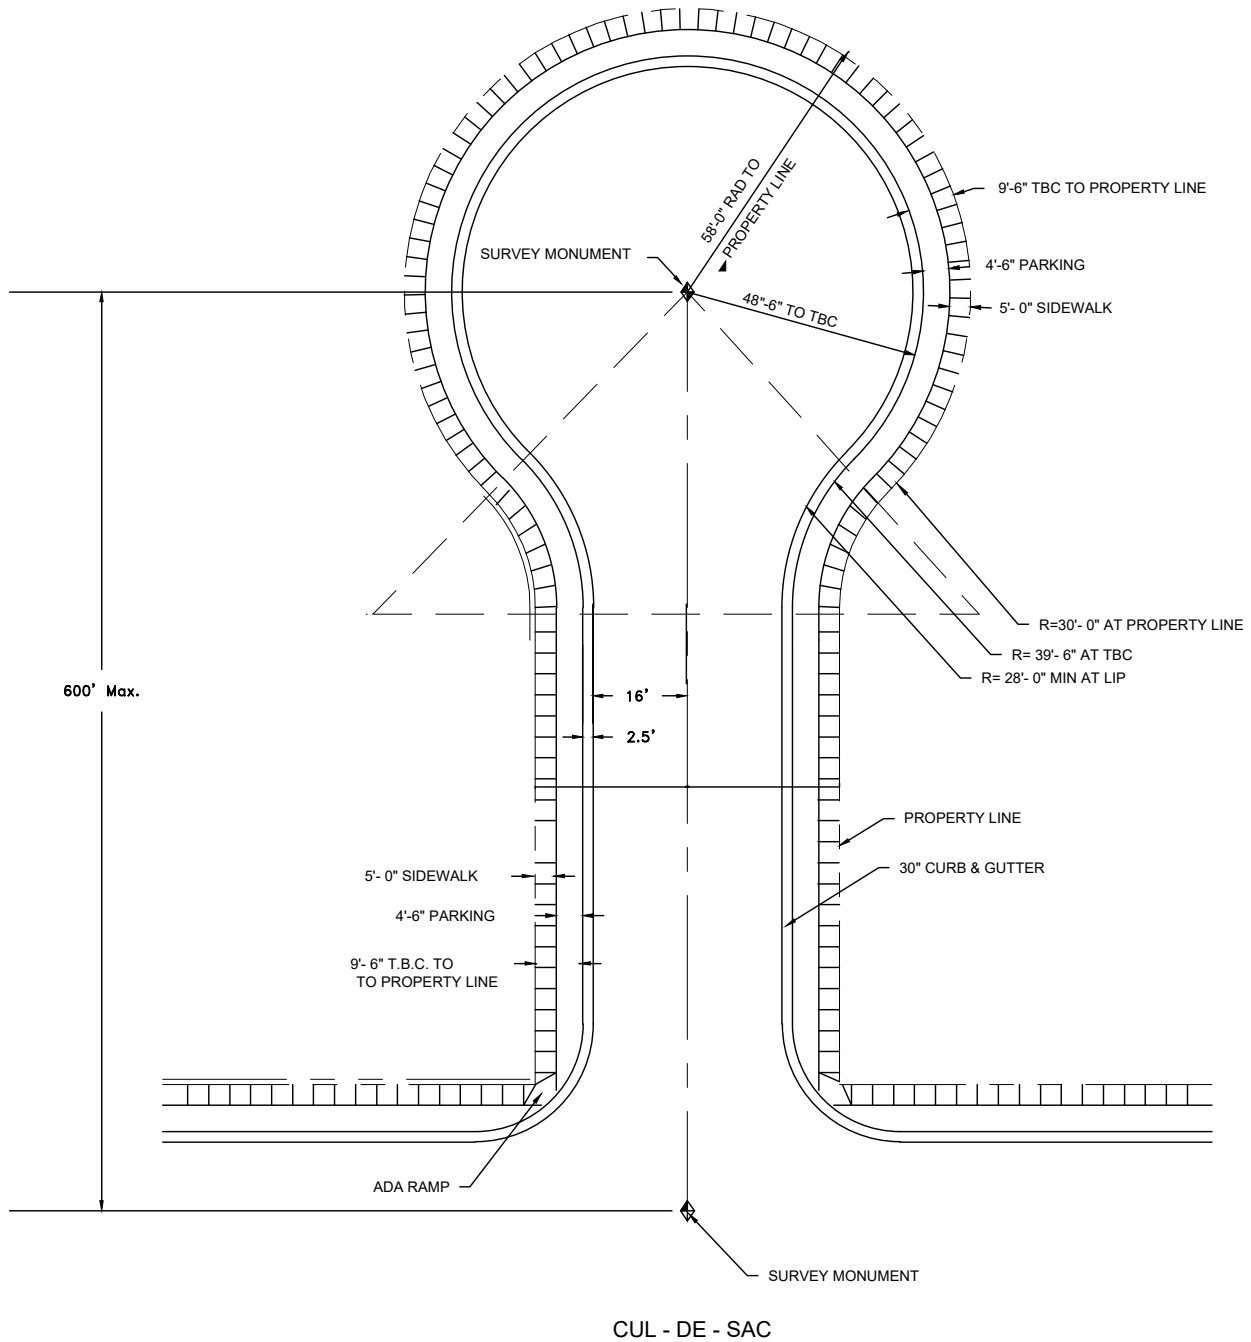 58'-0" RAD TO
PROPERTY LINE
9'-6" TBC TO PROPERTY LINE
SURVEY MONUMENT
4'-6" PARKING
48"-6" TO TBC
5'- 0" SIDEWALK
R=30'- 0" AT PROPERTY LINE
R= 39'- 6" AT TBC
R= 28'- 0" MIN AT LIP
600' Max.
16'
2.5'
PROPERTY LINE
30" CURB & GUTTER
5'- 0" SIDEWALK
4'-6" PARKING
9'- 6" T.B.C. TO
TO PROPERTY LINE
ADA RAMP
SURVEY MONUMENT
CUL - DE - SAC